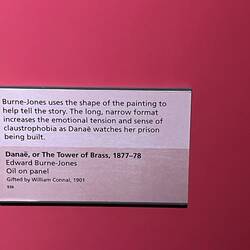 Burne-Jones uses the shape of the painting to
help tell the story. The long, narrow format
increases the emotional tension and sense of
claustrophobia as Danaë watches her prison
being built.
Danaë, or The Tower of Brass, 1877–78
Edward Burne-Jones
Oil on panel
Gifted by William Connal, 1901